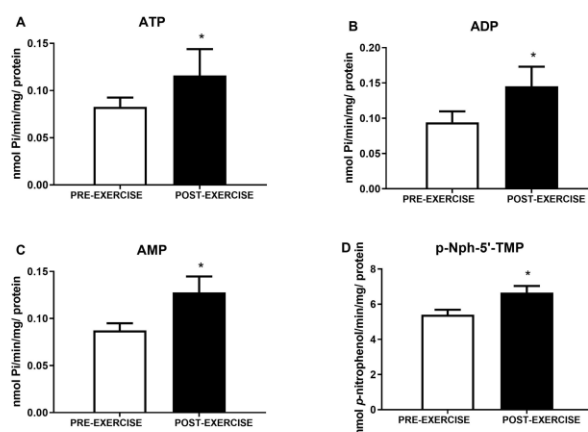 A
ATP
nmol Pi/min/mg/ protein
0.15
*
0.10
0.05
0.00
PRE-EXERCISE POST-EXERCISE
B
ADP
nmol Pi/min/mg/ protein
0.20
*
0.15
0.10
0.05
0.00
PRE-EXERCISE POST-EXERCISE
C
AMP
nmol Pi/min/mg/ protein
0.15
*
0.10
0.05
0.00
PRE-EXERCISE POST-EXERCISE
D
p-Nph-5'-TMP
nmol p-nitrophenol/min/mg/ protein
8
*
6
4
2
0
PRE-EXERCISE POST-EXERCISE